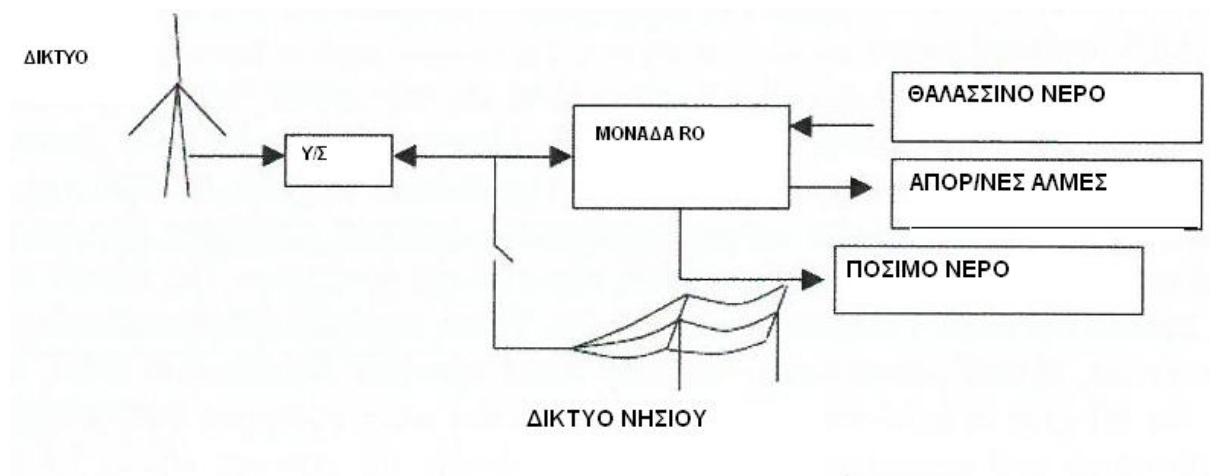 ΔΙΚΤΥΟ
Υ/Σ
ΜΟΝΑΔΑ RO
ΘΑΛΑΣΣΙΝΟ ΝΕΡΟ
ΑΠΟΡ/ΝΕΣ ΑΛΜΕΣ
ΠΟΣΙΜΟ ΝΕΡΟ
ΔΙΚΤΥΟ ΝΗΣΙΟΥ